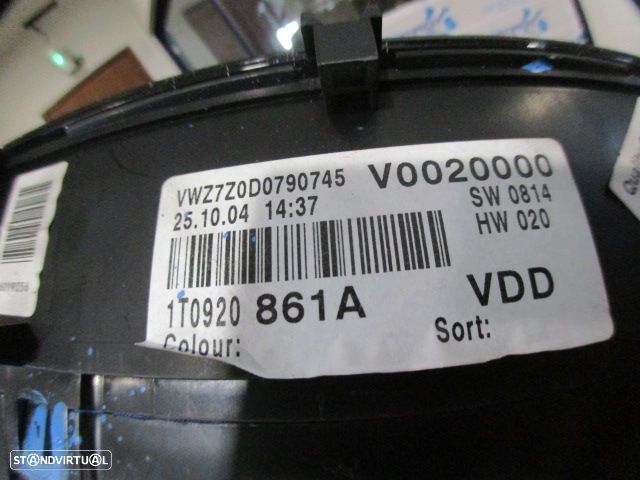 VWZ7Z0D0790745 V0020000
25.10.04 14:37 SW 0814
HW 020
1T0920 861A VDD
Colour: Sort:
STANDVIRTUAL